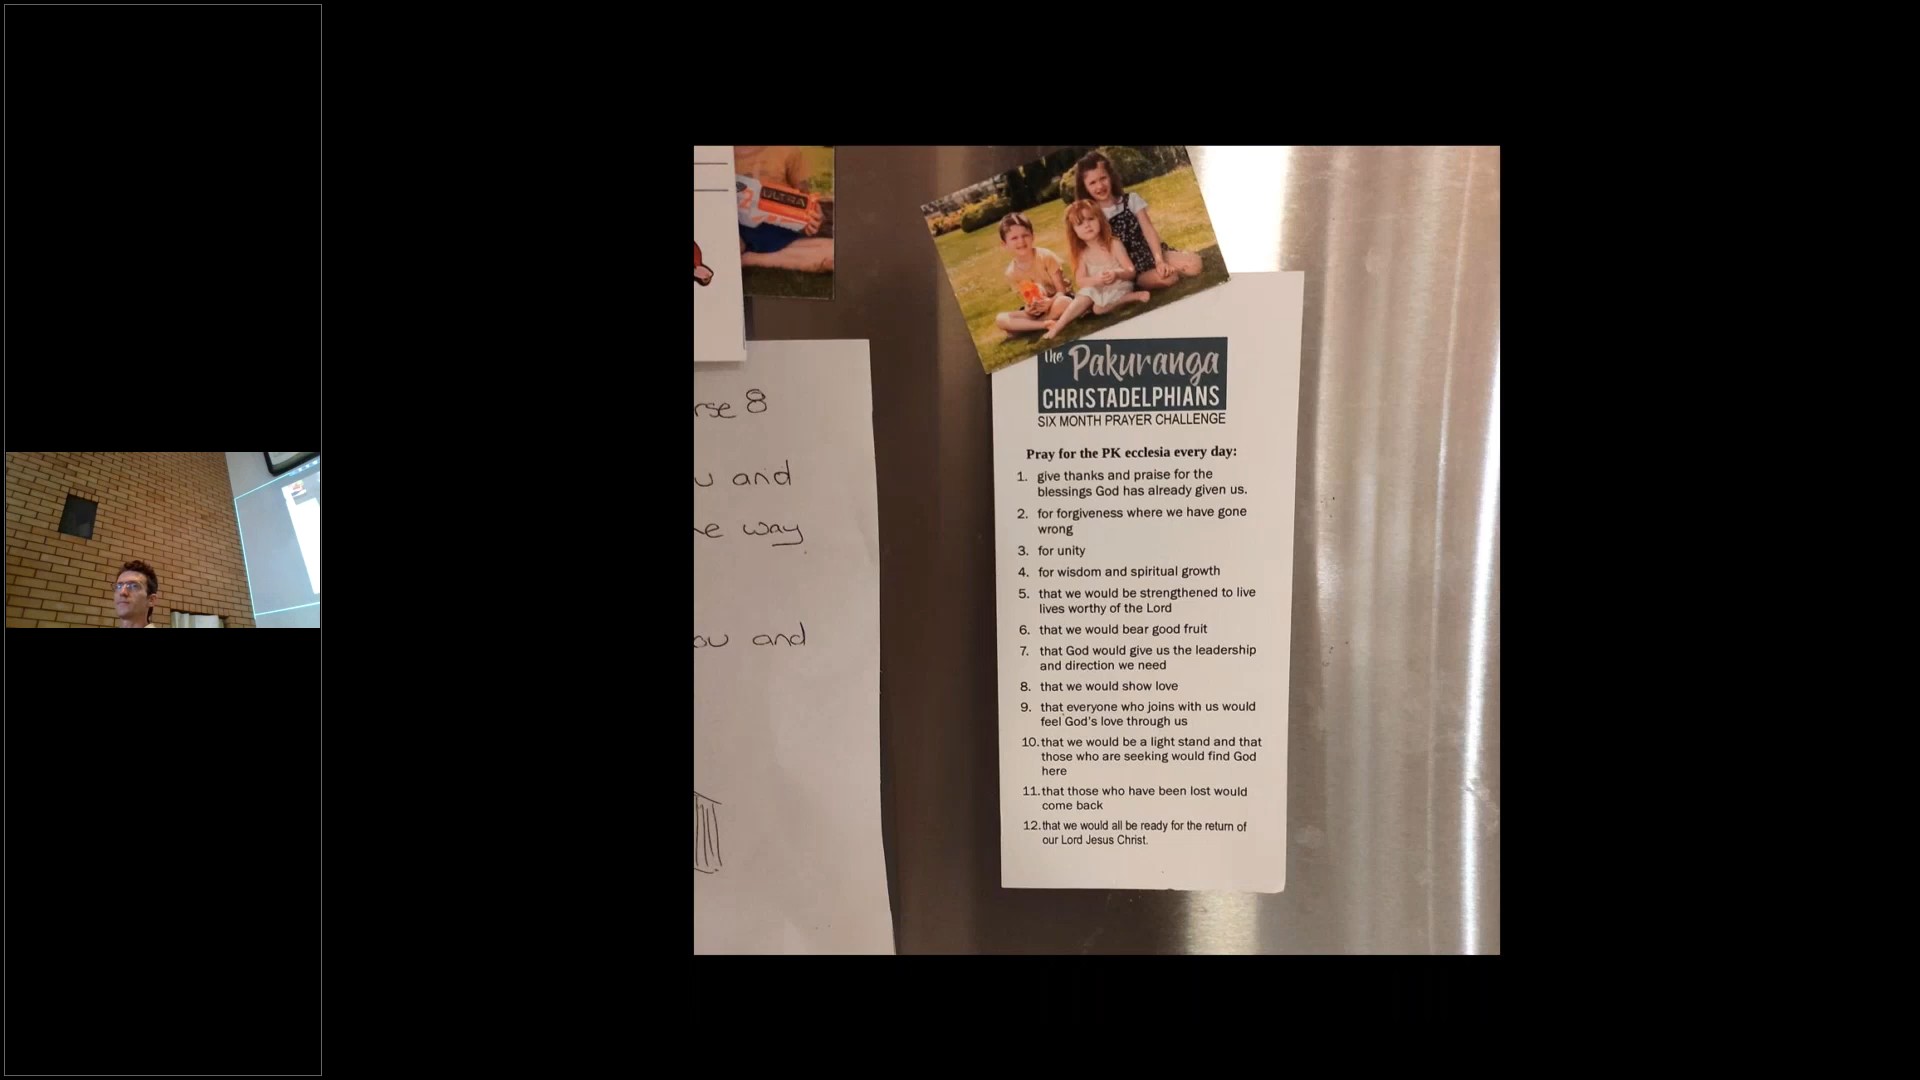 ULTRA
rse 8
and
way
and
The Pakuranga
CHRISTADELPHIANS
SIX MONTH PRAYER CHALLENGE
Pray for the PK ecclesia every day:
1. give thanks and praise for the
blessings God has already given us.
2. for forgiveness where we have gone
wrong
3. for unity
4. for wisdom and spiritual growth
5. that we would be strengthened to live
lives worthy of the Lord
6. that we would bear good fruit
7. that God would give us the leadership
and direction we need
8. that we would show love
9. that everyone who joins with us would
feel God's love through us
10. that we would be a light stand and that
those who are seeking would find God
here
11. that those who have been lost would
come back
12. that we would all be ready for the return of
our Lord Jesus Christ.